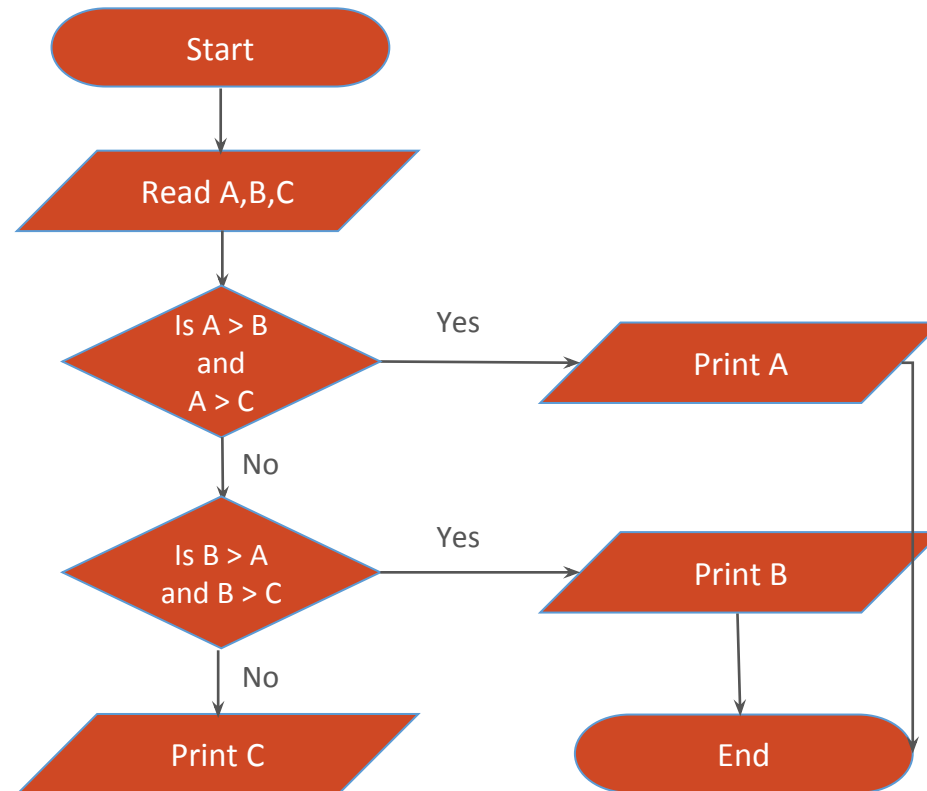 Start
Read A,B,C
Is A > B
and
A > C
Yes
Print A
No
Is B > A
and B > C
Yes
Print B
No
Print C
End